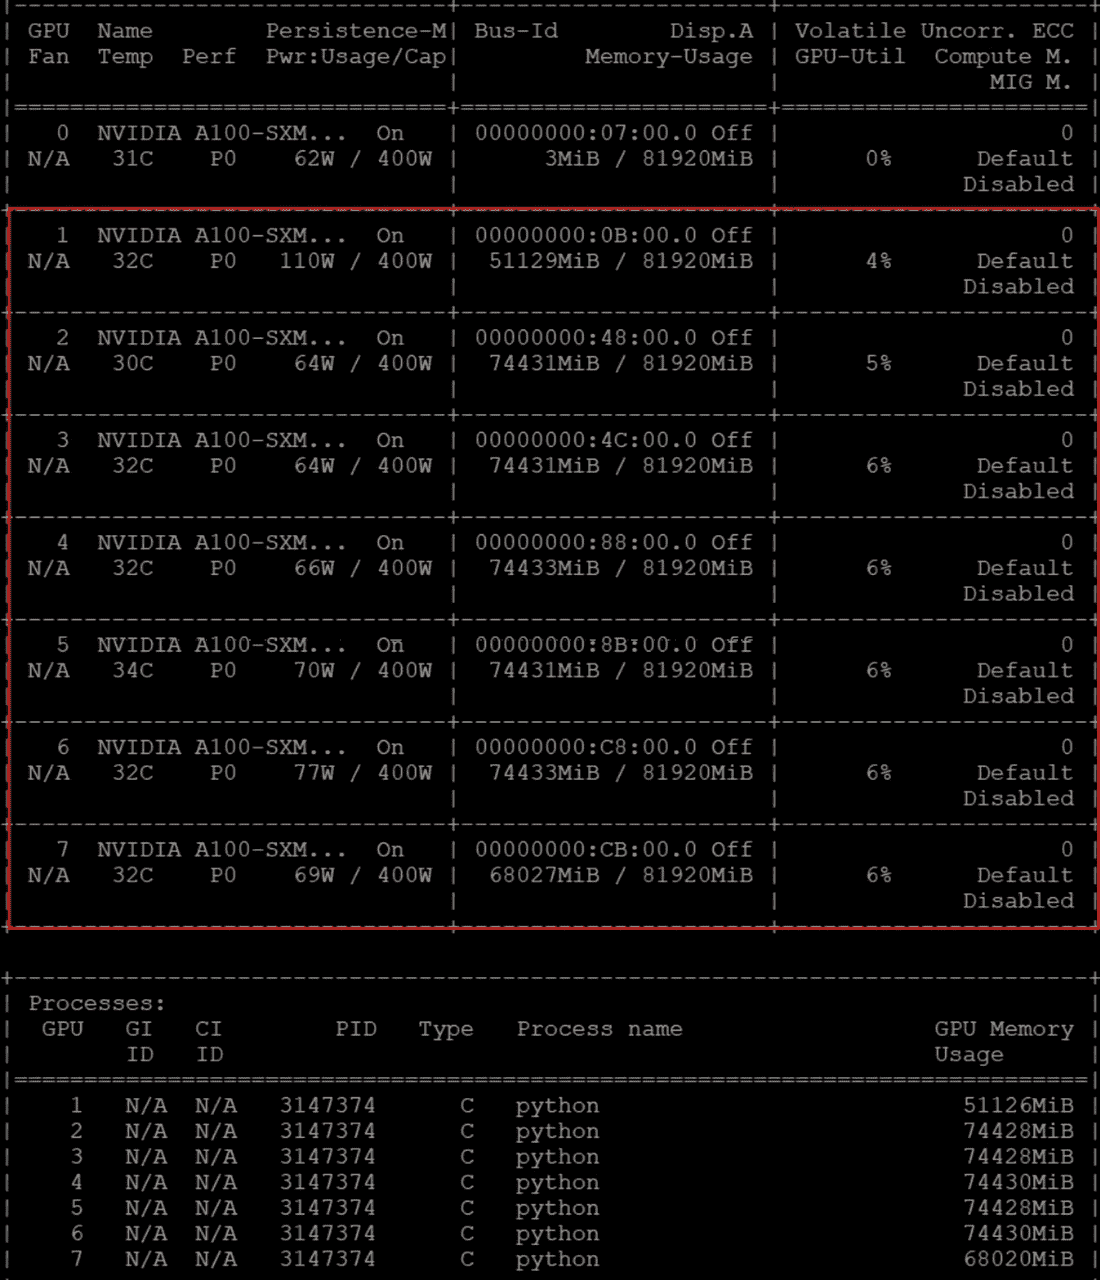 GPU Name Persistence-M| Bus-Id Disp.A | Volatile Uncorr. ECC
Fan Temp Perf Pwr:Usage/Cap| Memory-Usage | GPU-Util Compute M.
MIG M.
0 NVIDIA A100-SXM... On | 00000000:07:00.0 Off | 0
N/A 31C P0 62W / 400W | 3MiB / 81920MiB | 0% Default
Disabled
1 NVIDIA A100-SXM... On | 00000000:0B:00.0 Off | 0
N/A 32C P0 110W / 400W | 51129MiB / 81920MiB | 4% Default
Disabled
2 NVIDIA A100-SXM... On | 00000000:48:00.0 Off | 0
N/A 30C P0 64W / 400W | 74431MiB / 81920MiB | 5% Default
Disabled
3 NVIDIA A100-SXM... On | 00000000:4C:00.0 Off | 0
N/A 32C P0 64W / 400W | 74431MiB / 81920MiB | 6% Default
Disabled
4 NVIDIA A100-SXM... On | 00000000:88:00.0 Off | 0
N/A 32C P0 66W / 400W | 74433MiB / 81920MiB | 6% Default
Disabled
5 NVIDIA A100-SXM... On | 00000000:8B:00.0 Off | 0
N/A 34C P0 70W / 400W | 74431MiB / 81920MiB | 6% Default
Disabled
6 NVIDIA A100-SXM... On | 00000000:C8:00.0 Off | 0
N/A 32C P0 77W / 400W | 74433MiB / 81920MiB | 6% Default
Disabled
7 NVIDIA A100-SXM... On | 00000000:CB:00.0 Off | 0
N/A 32C P0 69W / 400W | 68027MiB / 81920MiB | 6% Default
Disabled
Processes:
GPU GI CI PID Type Process name GPU Memory
ID ID Usage
1 N/A N/A 3147374 C python 51126MiB
2 N/A N/A 3147374 C python 74428MiB
3 N/A N/A 3147374 C python 74428MiB
4 N/A N/A 3147374 C python 74430MiB
5 N/A N/A 3147374 C python 74428MiB
6 N/A N/A 3147374 C python 74430MiB
7 N/A N/A 3147374 C python 68020MiB